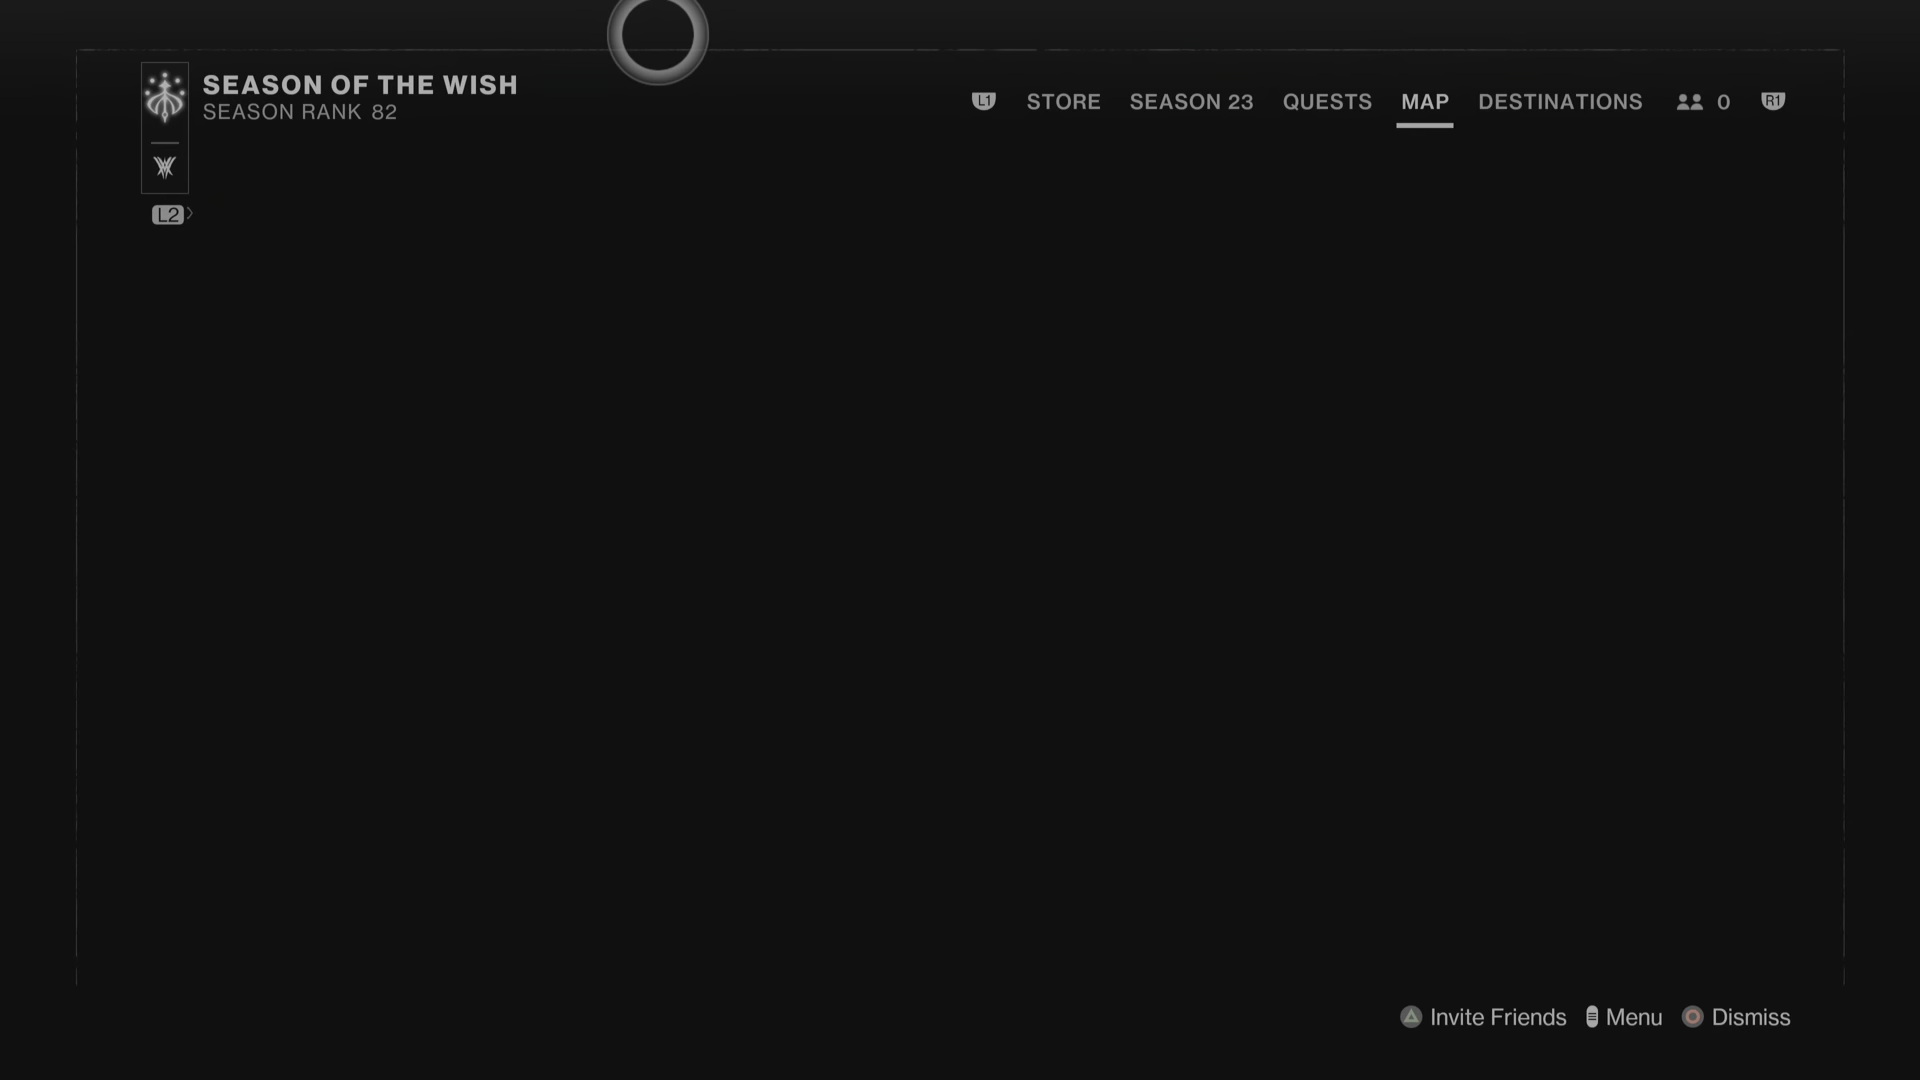 SEASON OF THE WISH
SEASON RANK 82
L1 STORE SEASON 23 QUESTS MAP DESTINATIONS 0 R1
L2
Invite Friends Menu Dismiss